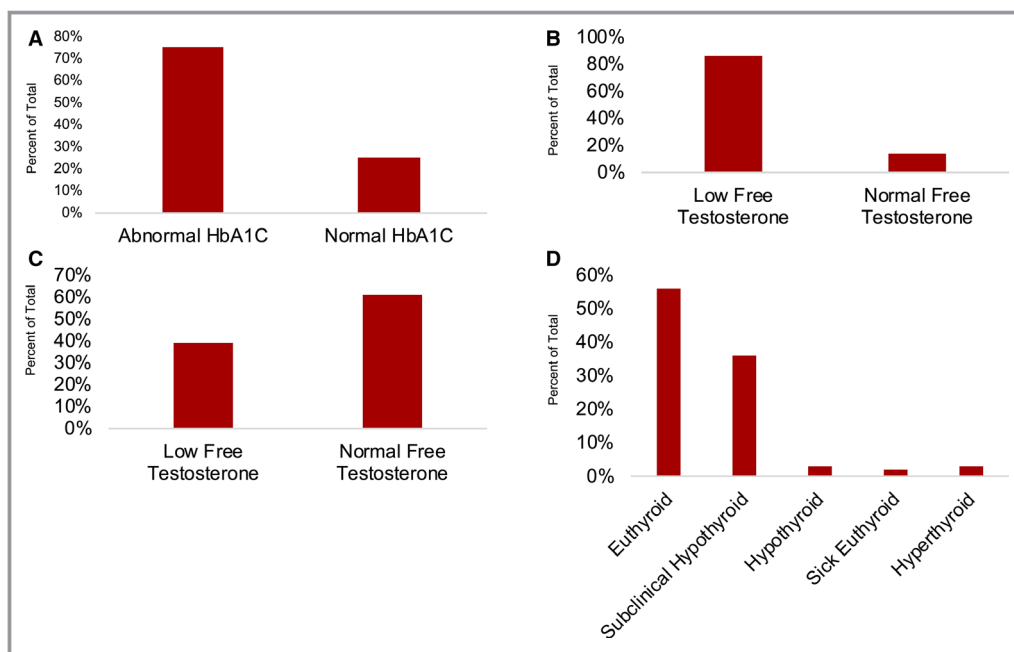 A
80%
70%
60%
50%
40%
30%
20%
10%
0%
Percent of Total
Abnormal HbA1C
Normal HbA1C
B
100%
80%
60%
40%
20%
0%
Percent of Total
Low Free
Testosterone
Normal Free
Testosterone
C
70%
60%
50%
40%
30%
20%
10%
0%
Percent of Total
Low Free
Testosterone
Normal Free
Testosterone
D
60%
50%
40%
30%
20%
10%
0%
Percent of Total
Euthyroid
Subclinical Hypothyroid
Hypothyroid
Sick Euthyroid
Hyperthyroid